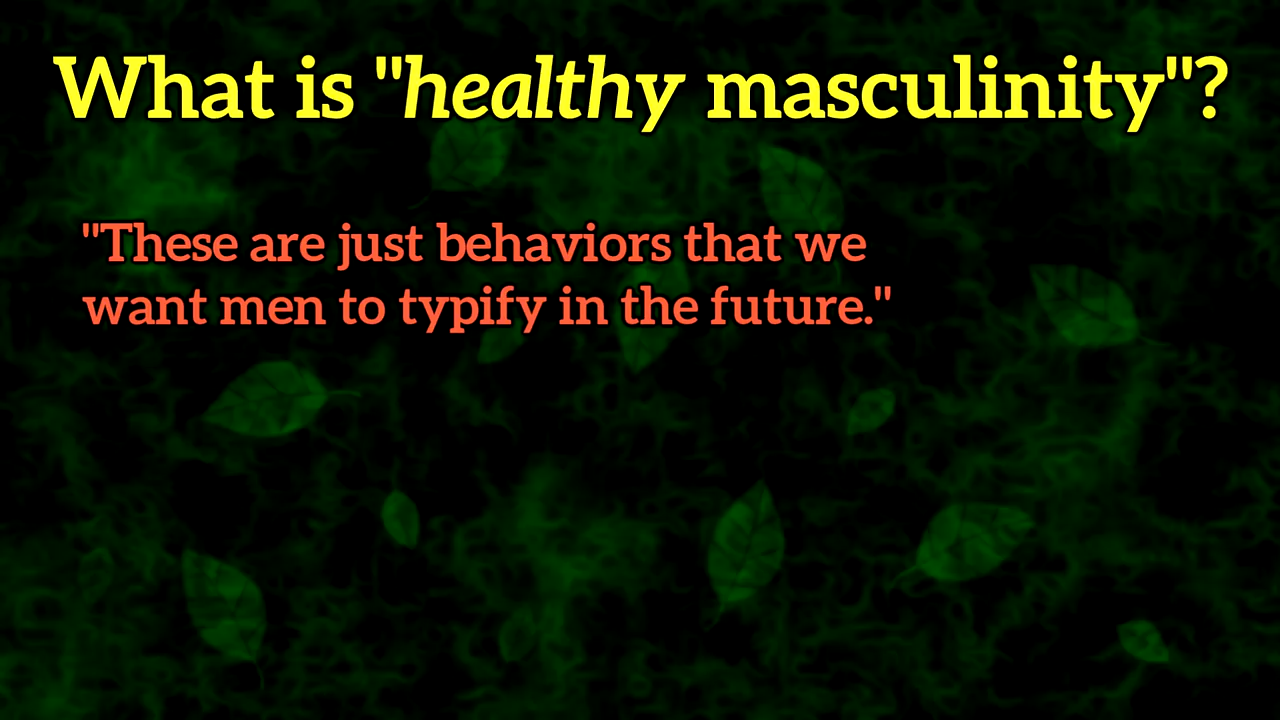 What is "healthy masculinity"?
"These are just behaviors that we
want men to typify in the future."